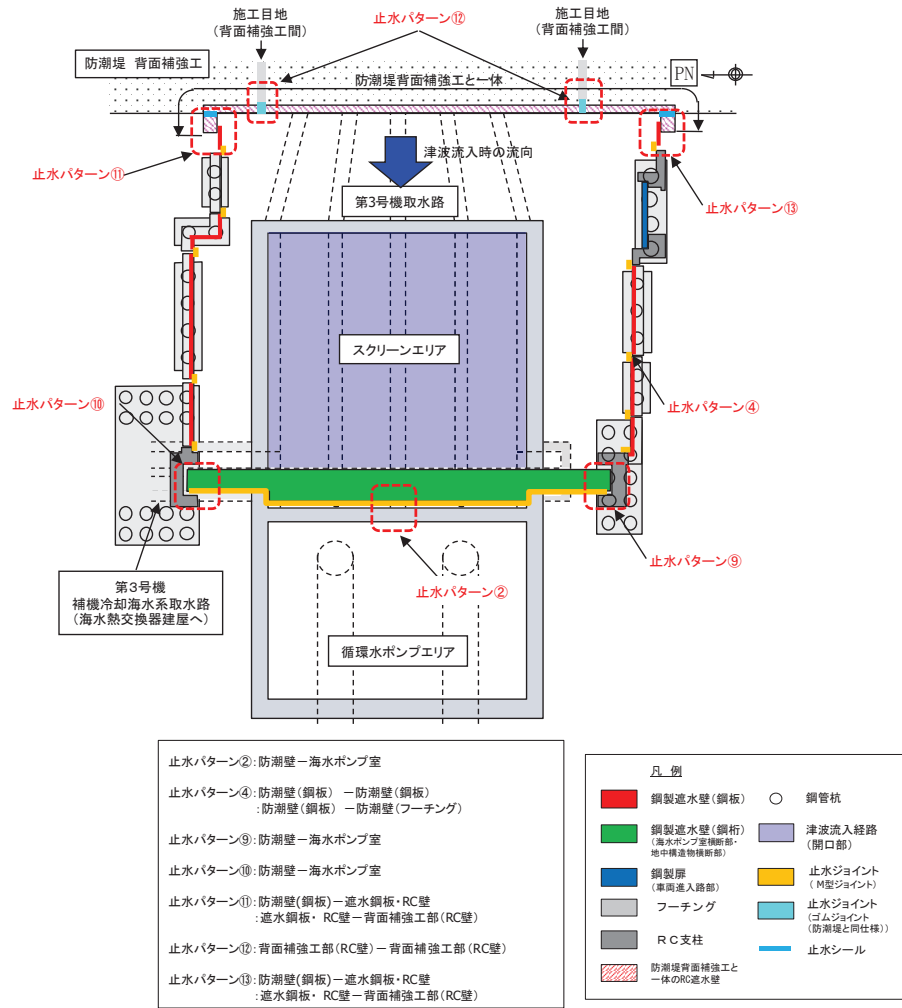 施工目地
(背面補強工間)
止水パターン⑫
施工目地
(背面補強工間)
防潮堤 背面補強工
防潮堤背面補強工と一体
PN
止水パターン⑪
津波流入時の流向
第3号機取水路
止水パターン⑬
スクリーンエリア
止水パターン⑩
止水パターン④
止水パターン⑨
第3号機
補機冷却海水系取水路
(海水熱交換器建屋へ)
止水パターン②
循環水ポンプエリア
止水パターン②:防潮壁-海水ポンプ室
止水パターン④:防潮壁(鋼板) -防潮壁(鋼板)
:防潮壁(鋼板) -防潮壁(フーチング)
止水パターン⑨:防潮壁-海水ポンプ室
止水パターン⑩:防潮壁-海水ポンプ室
止水パターン⑪:防潮壁(鋼板)-遮水鋼板・RC壁
:遮水鋼板・ RC壁-背面補強工部(RC壁)
止水パターン⑫:背面補強工部(RC壁)-背面補強工部(RC壁)
止水パターン⑬:防潮壁(鋼板)-遮水鋼板・RC壁
:遮水鋼板・ RC壁-背面補強工部(RC壁)
凡 例
鋼製遮水壁(鋼板)
鋼製遮水壁(鋼桁)
(海水ポンプ室横断部・
地中構造物横断部)
鋼製扉
(車両進入路部)
フーチング
RC支柱
防潮堤背面補強工と
一体のRC遮水壁
鋼管杭
津波流入経路
(開口部)
止水ジョイント
(M型ジョイント)
止水ジョイント
(ゴムジョイント
(防潮堤と同仕様))
止水シール